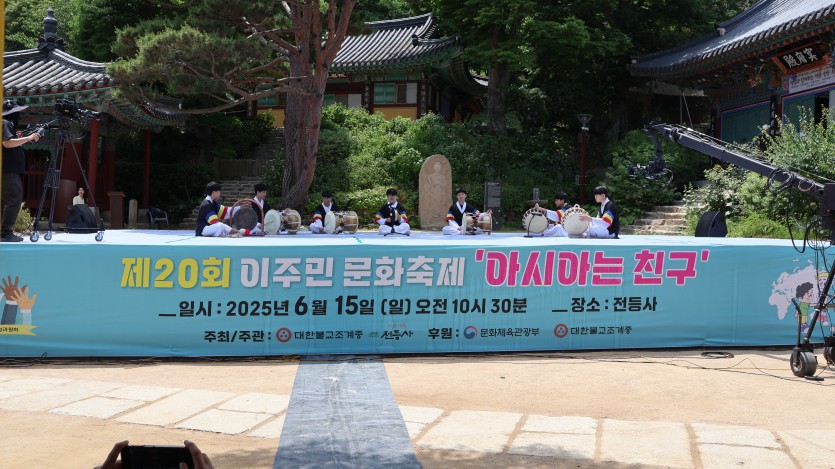 제20회 이주민 문화축제 '아시아는 친구'
일시 : 2025년 6월 15일 (일) 오전 10시 30분 장소 : 전등사
주최/주관 : 대한불교조계종 전등사 후원 : 문화체육관광부 대한불교조계종